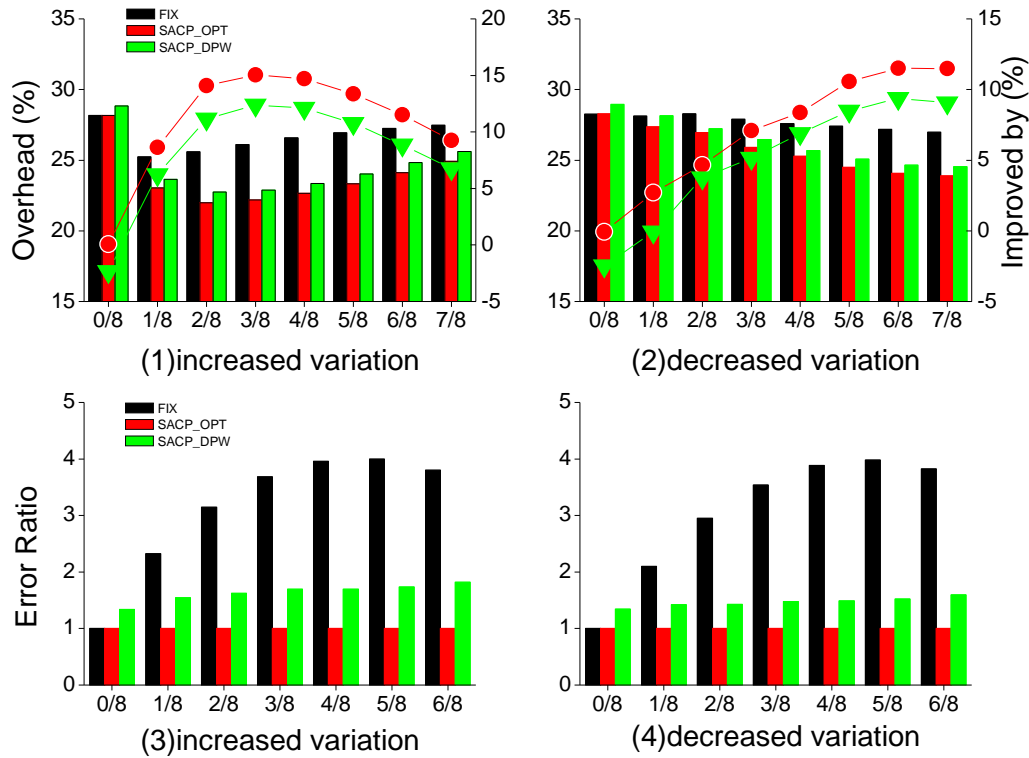 FIX
SACP_OPT
SACP_DPW
35
30
25
20
15
20
15
10
5
0
-5
Overhead (%)
0/8 1/8 2/8 3/8 4/8 5/8 6/8 7/8
(1)increased variation
35
30
25
20
15
15
10
5
0
-5
Improved by (%)
0/8 1/8 2/8 3/8 4/8 5/8 6/8 7/8
(2)decreased variation
FIX
SACP_OPT
SACP_DPW
5
4
3
2
1
0
Error Ratio
0/8 1/8 2/8 3/8 4/8 5/8 6/8
(3)increased variation
5
4
3
2
1
0
0/8 1/8 2/8 3/8 4/8 5/8 6/8
(4)decreased variation